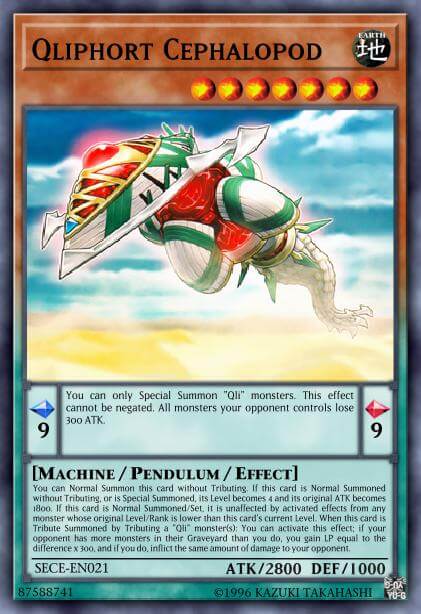 QLIPHORT CEPHALOPOD
EARTH
地
You can only Special Summon "Qli" monsters. This effect
cannot be negated. All monsters your opponent controls lose
300 ATK.
9
9
[MACHINE / PENDULUM / EFFECT]
You can Normal Summon this card without Tributing. If this card is Normal Summoned
without Tributing, or is Special Summoned, its Level becomes 4 and its original ATK becomes
1800. If this card is Normal Summoned/Set, it is unaffected by activated effects from any
monster whose original Level/Rank is lower than this card's current Level. When this card is
Tribute Summoned by Tributing a "Qli" monster(s): You can activate this effect; if your
opponent has more monsters in their Graveyard than you do, you gain LP equal to the
difference x 300, and if you do, inflict the same amount of damage to your opponent.
SECE-EN021
ATK/2800 DEF/1000
87588741
©1996 KAZUKI TAKAHASHI